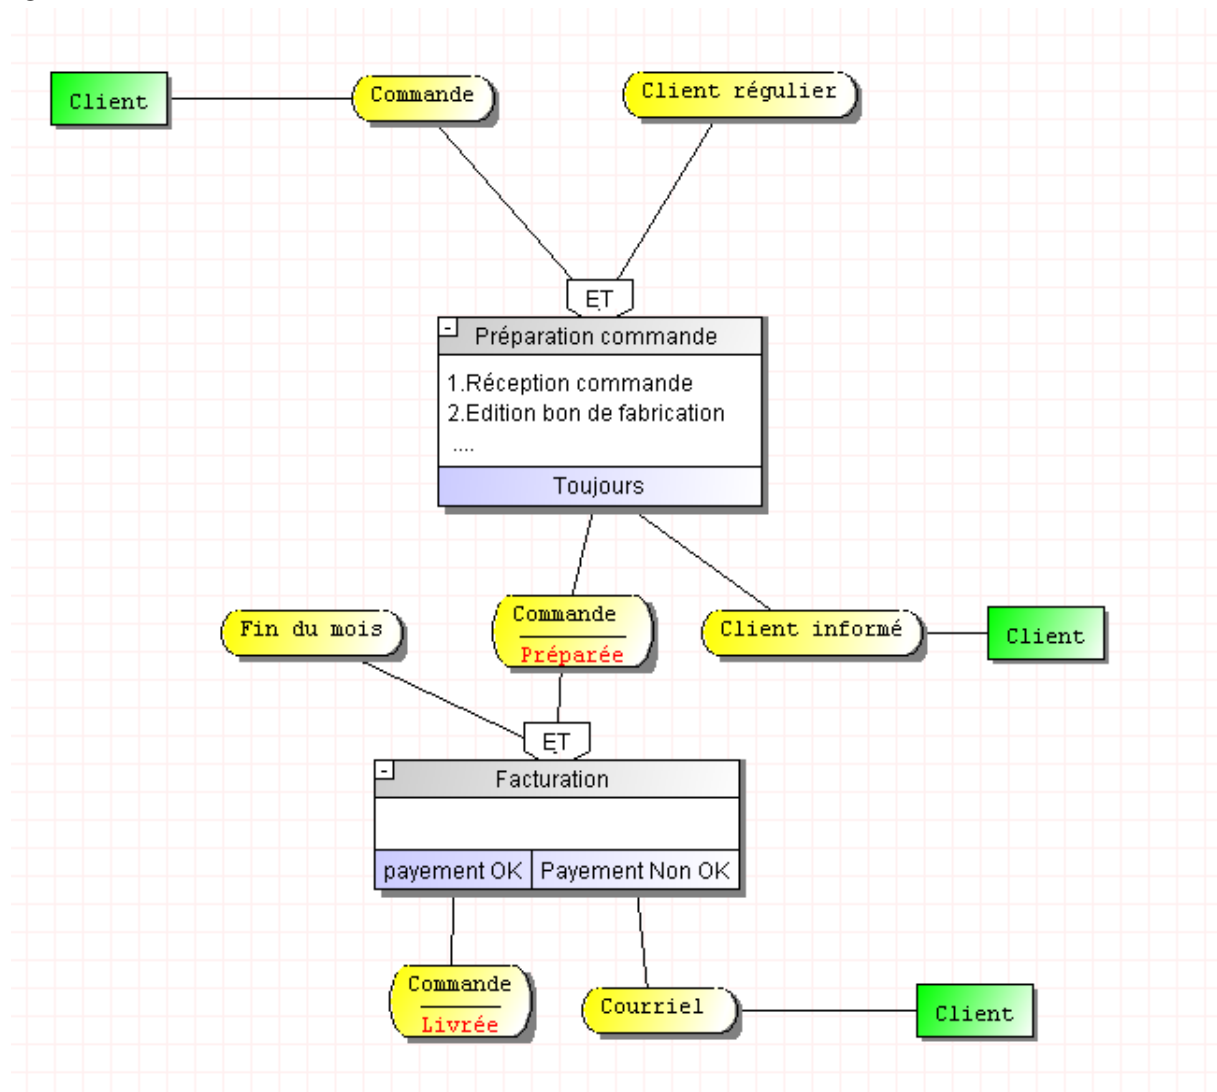 Client
Commande
Client régulier
ET
-
Préparation commande
1.Réception commande
2.Edition bon de fabrication
....
Toujours
Fin du mois
Commande
Préparée
Client informé
Client
ET
-
Facturation
payement OK
Payement Non OK
Commande
Livrée
Courriel
Client